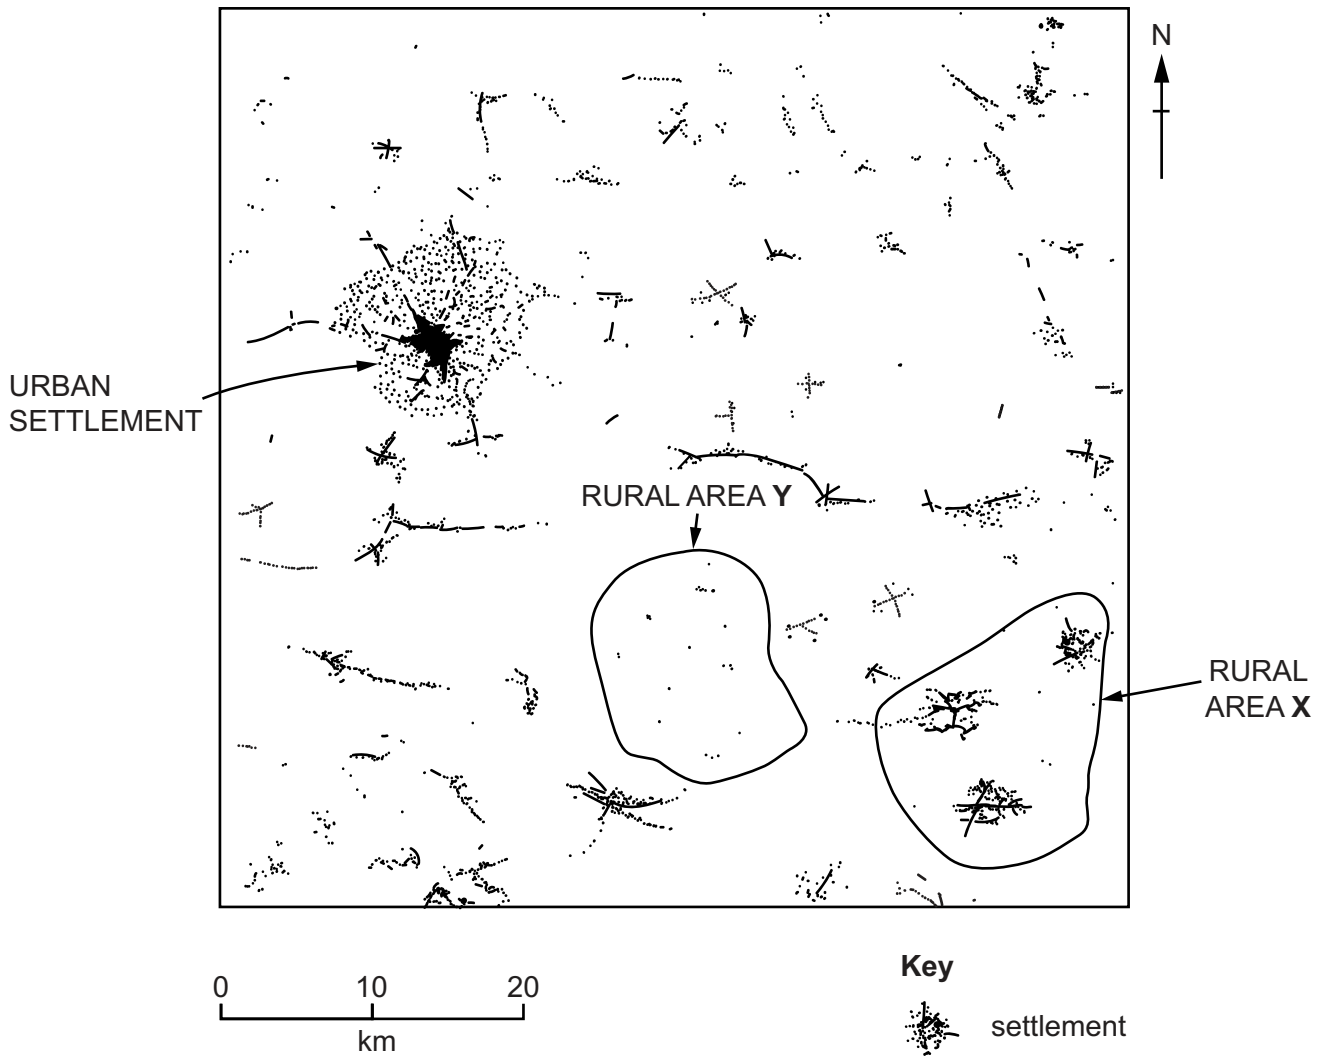 N
URBAN
SETTLEMENT
RURAL AREA Y
RURAL
AREA X
0 10 20
km
Key
settlement